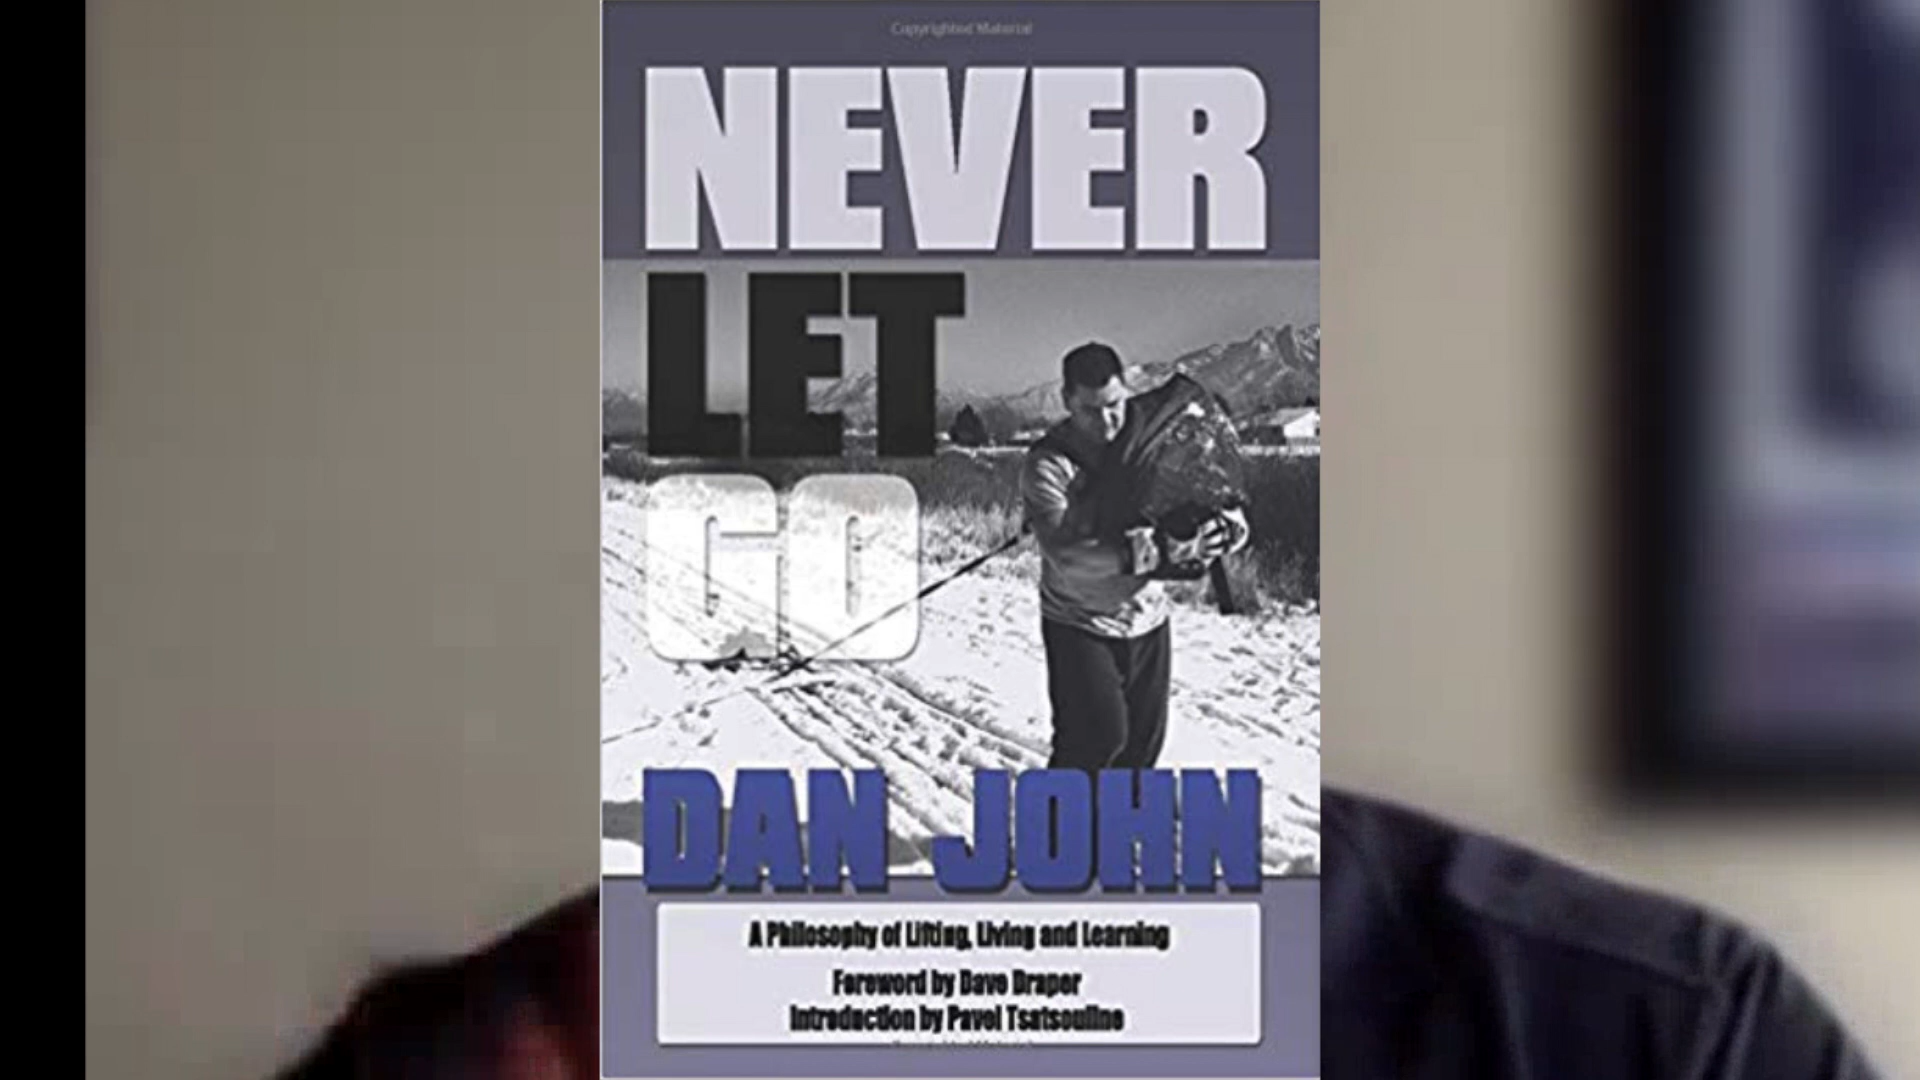 Copyrighted Material
NEVER
LET
GO
DAN JOHN
A Philosophy of Lifting, Living and Learning
Foreword by Dave Draper
Introduction by Pavel Tsatsouline